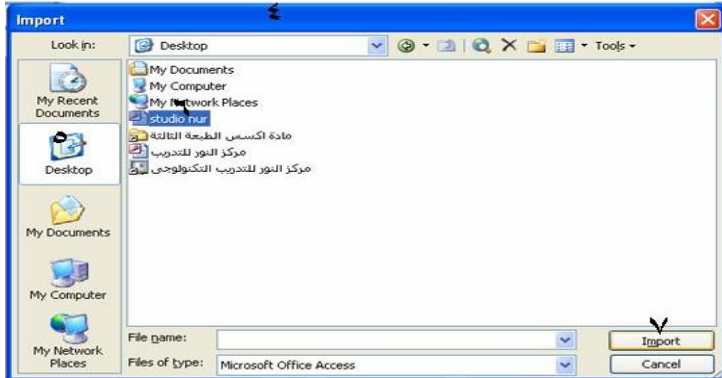 ٤
Import
Look in: Desktop Tools
My Recent Documents
Desktop
My Documents
My Computer
My Network Places
My Documents
My Computer
My Network Places
studio nur
مادة اكسس الطبعة الثالثة
مركز النور للتدريب
مركز النور للتدريب التكنولوجى
File name:
Files of type: Microsoft Office Access
٧
Import
Cancel